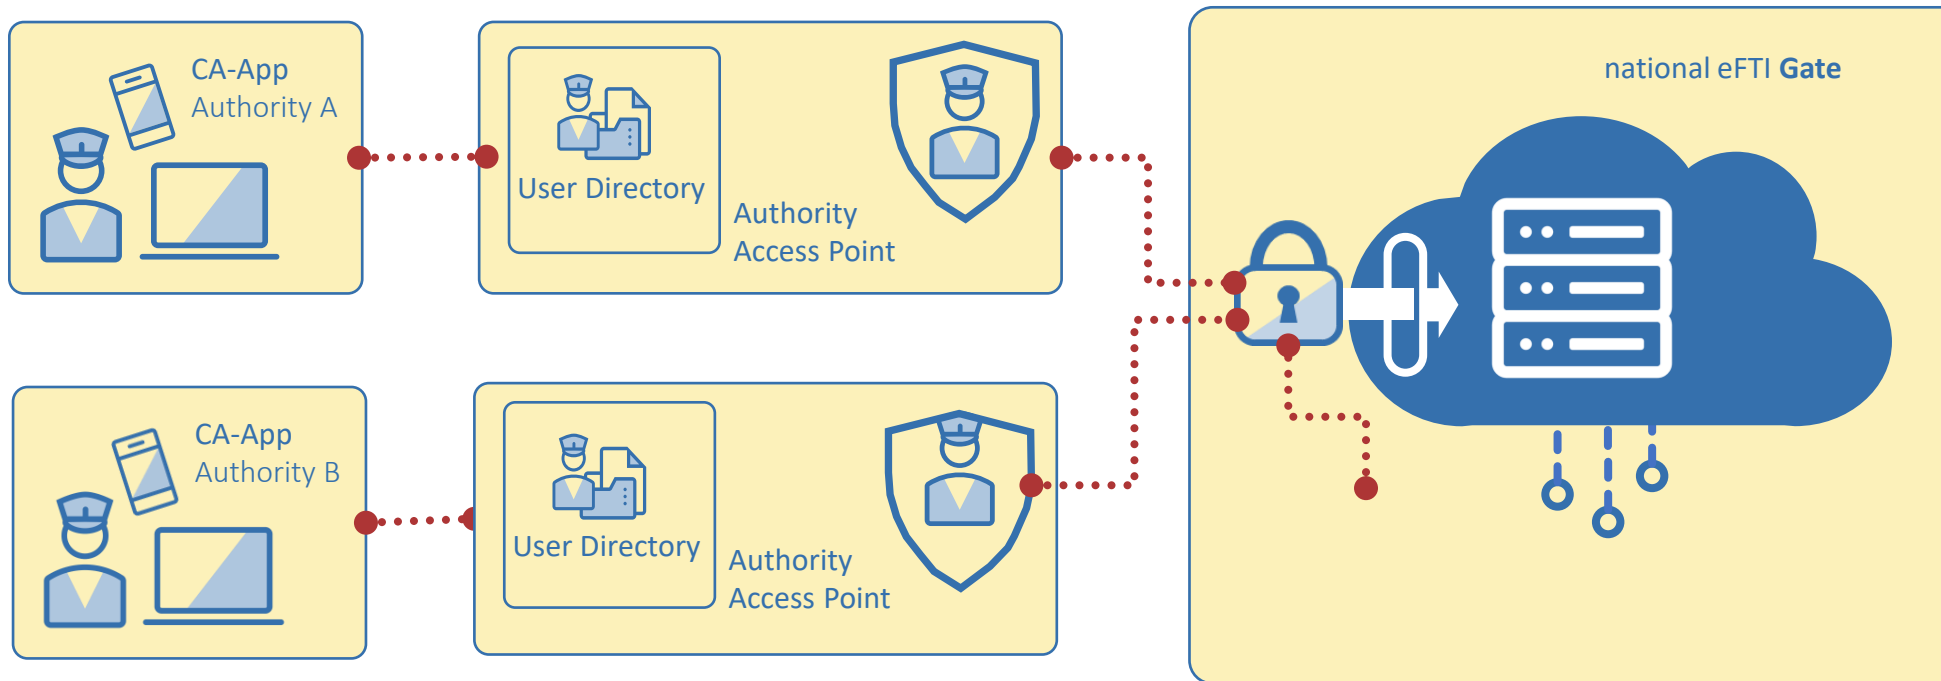 CA-App
Authority A
User Directory
Authority
Access Point
national eFTI Gate
CA-App
Authority B
User Directory
Authority
Access Point